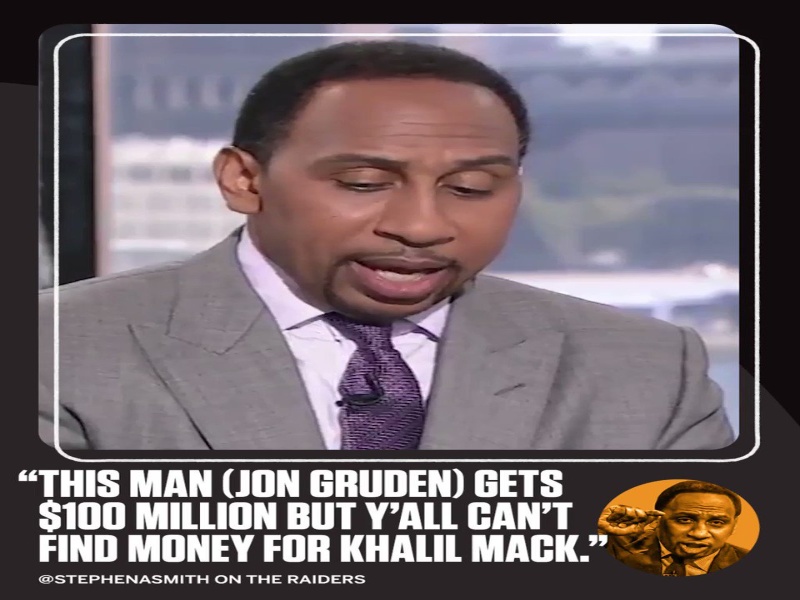 “THIS MAN (JON GRUDEN) GETS
$100 MILLION BUT Y’ALL CAN’T
FIND MONEY FOR KHALIL MACK.”
@STEPHENASMITH ON THE RAIDERS